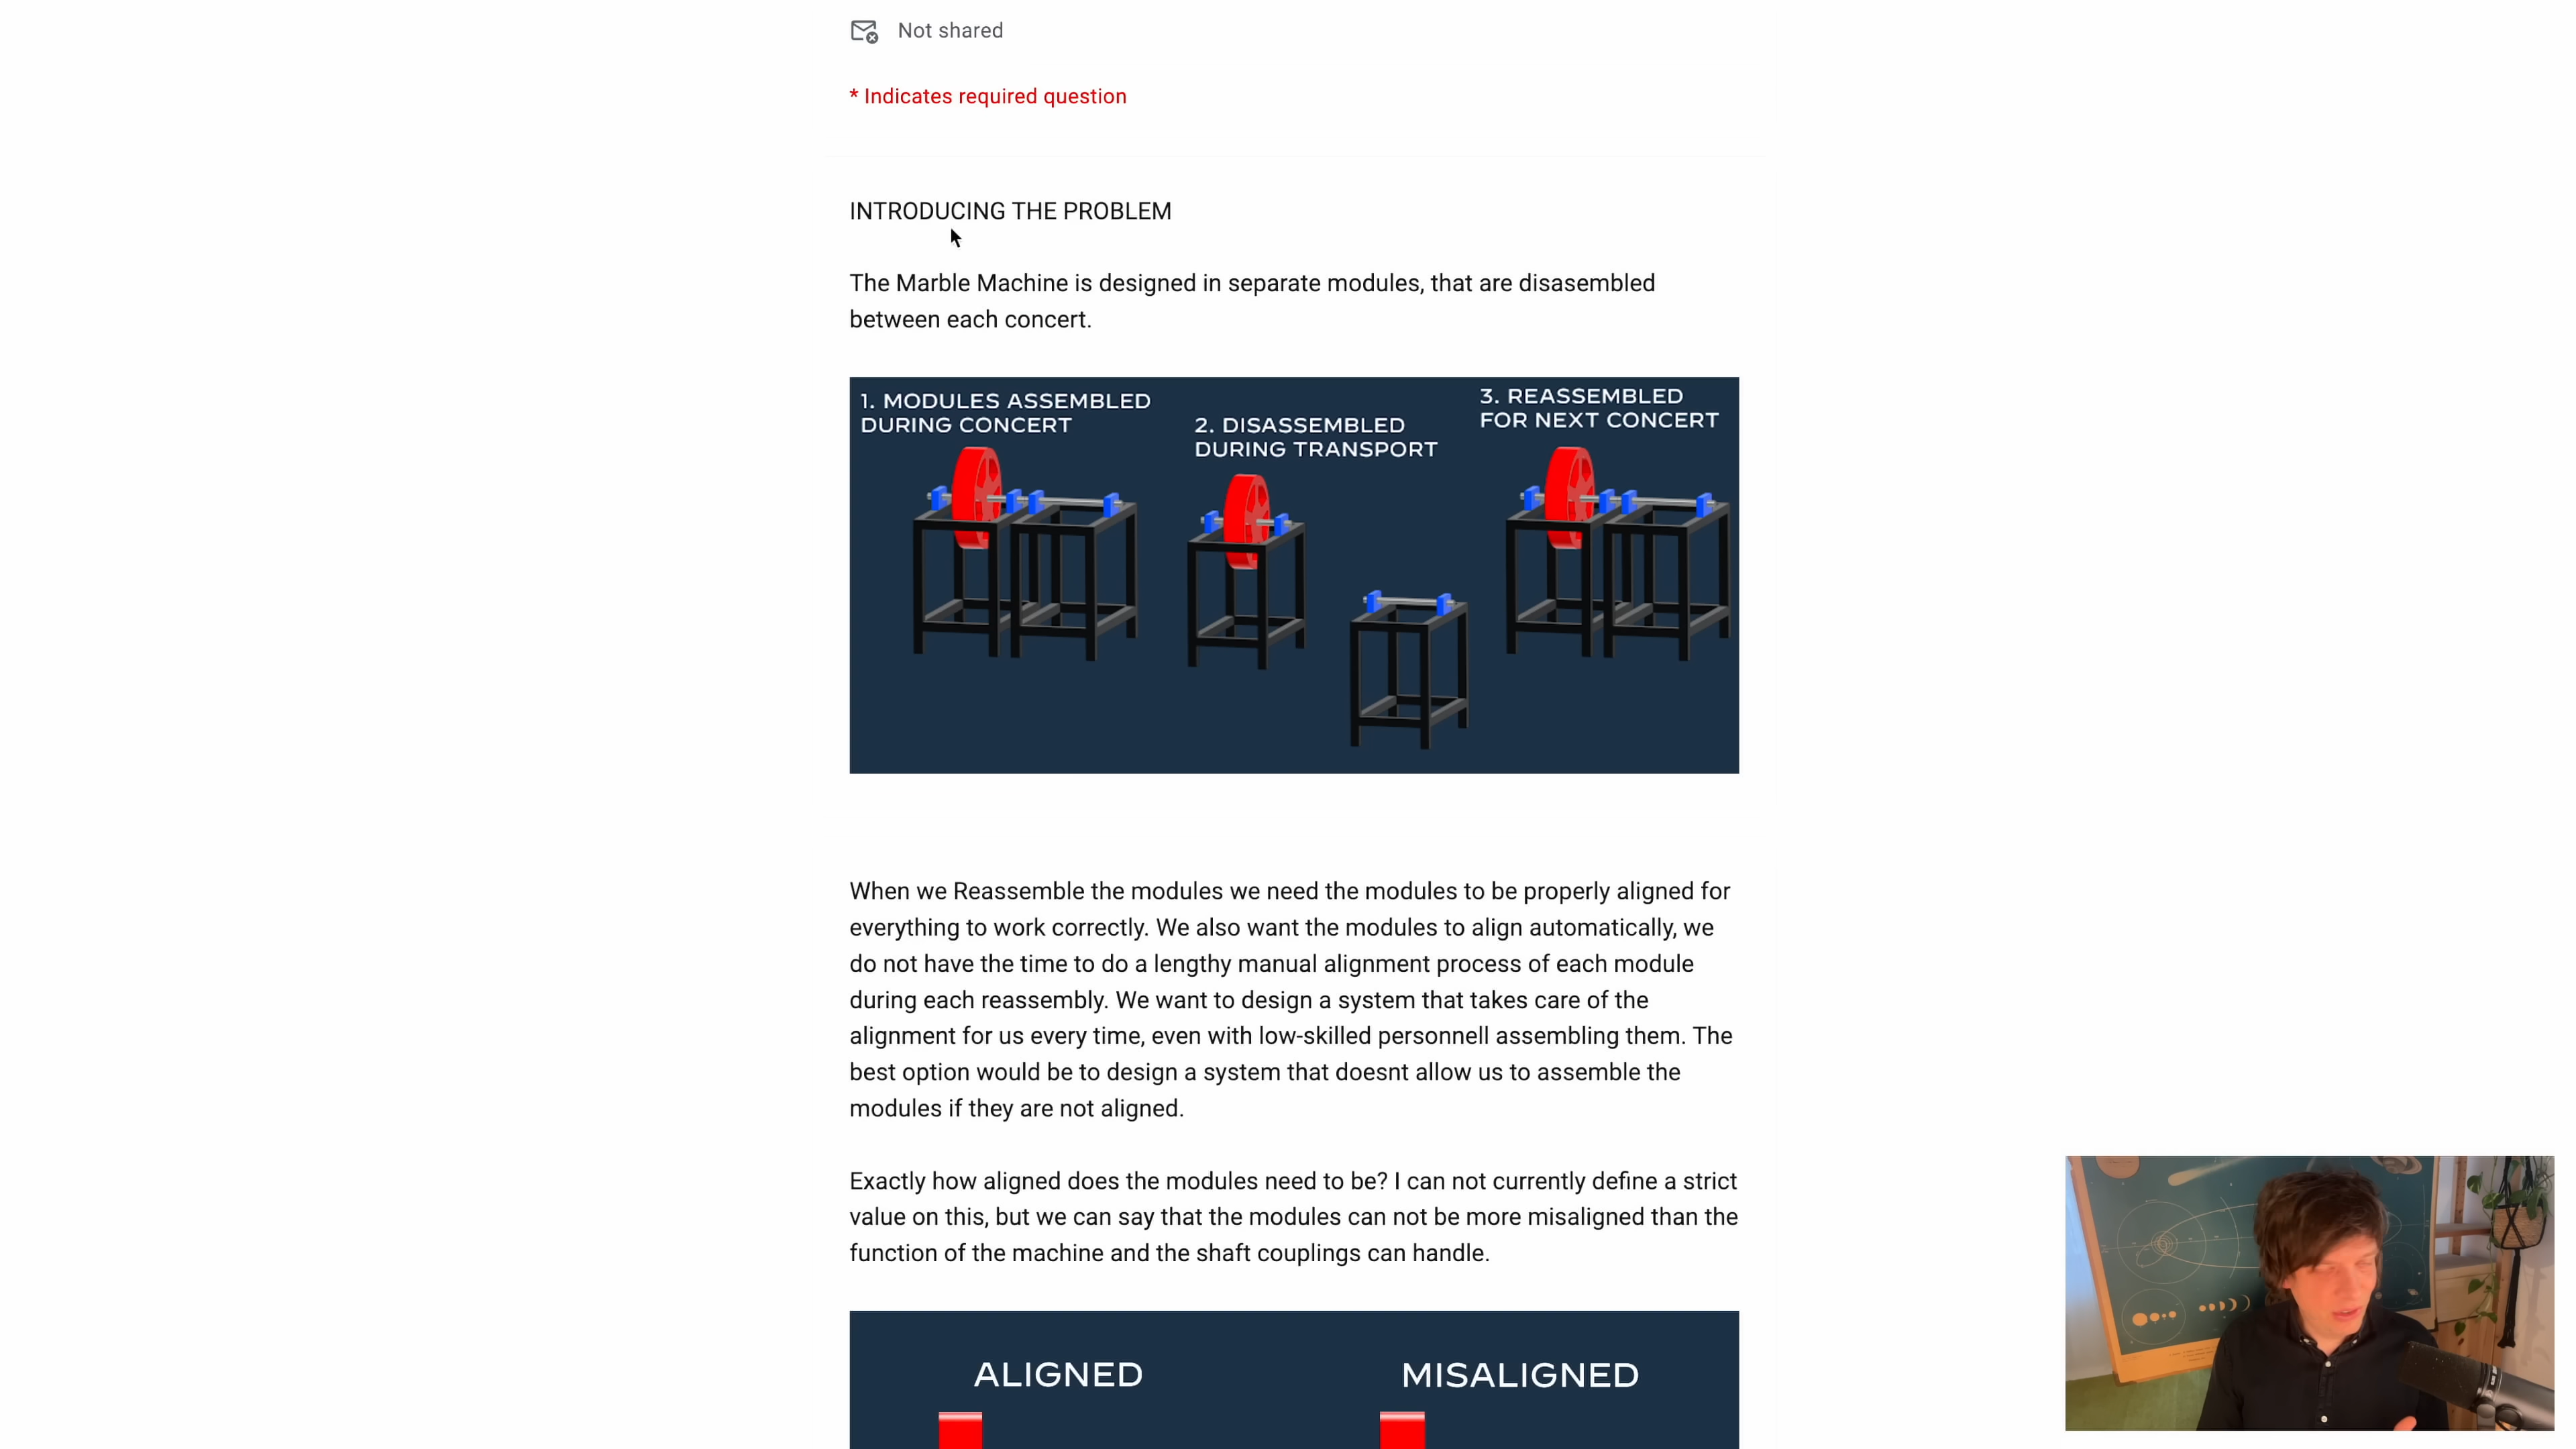 Not shared
* Indicates required question
INTRODUCING THE PROBLEM
The Marble Machine is designed in separate modules, that are disasembled
between each concert.
1. MODULES ASSEMBLED
DURING CONCERT
2. DISASSEMBLED
DURING TRANSPORT
3. REASSEMBLED
FOR NEXT CONCERT
When we Reassemble the modules we need the modules to be properly aligned for
everything to work correctly. We also want the modules to align automatically, we
do not have the time to do a lengthy manual alignment process of each module
during each reassembly. We want to design a system that takes care of the
alignment for us every time, even with low-skilled personnell assembling them. The
best option would be to design a system that doesnt allow us to assemble the
modules if they are not aligned.
Exactly how aligned does the modules need to be? I can not currently define a strict
value on this, but we can say that the modules can not be more misaligned than the
function of the machine and the shaft couplings can handle.
ALIGNED
MISALIGNED